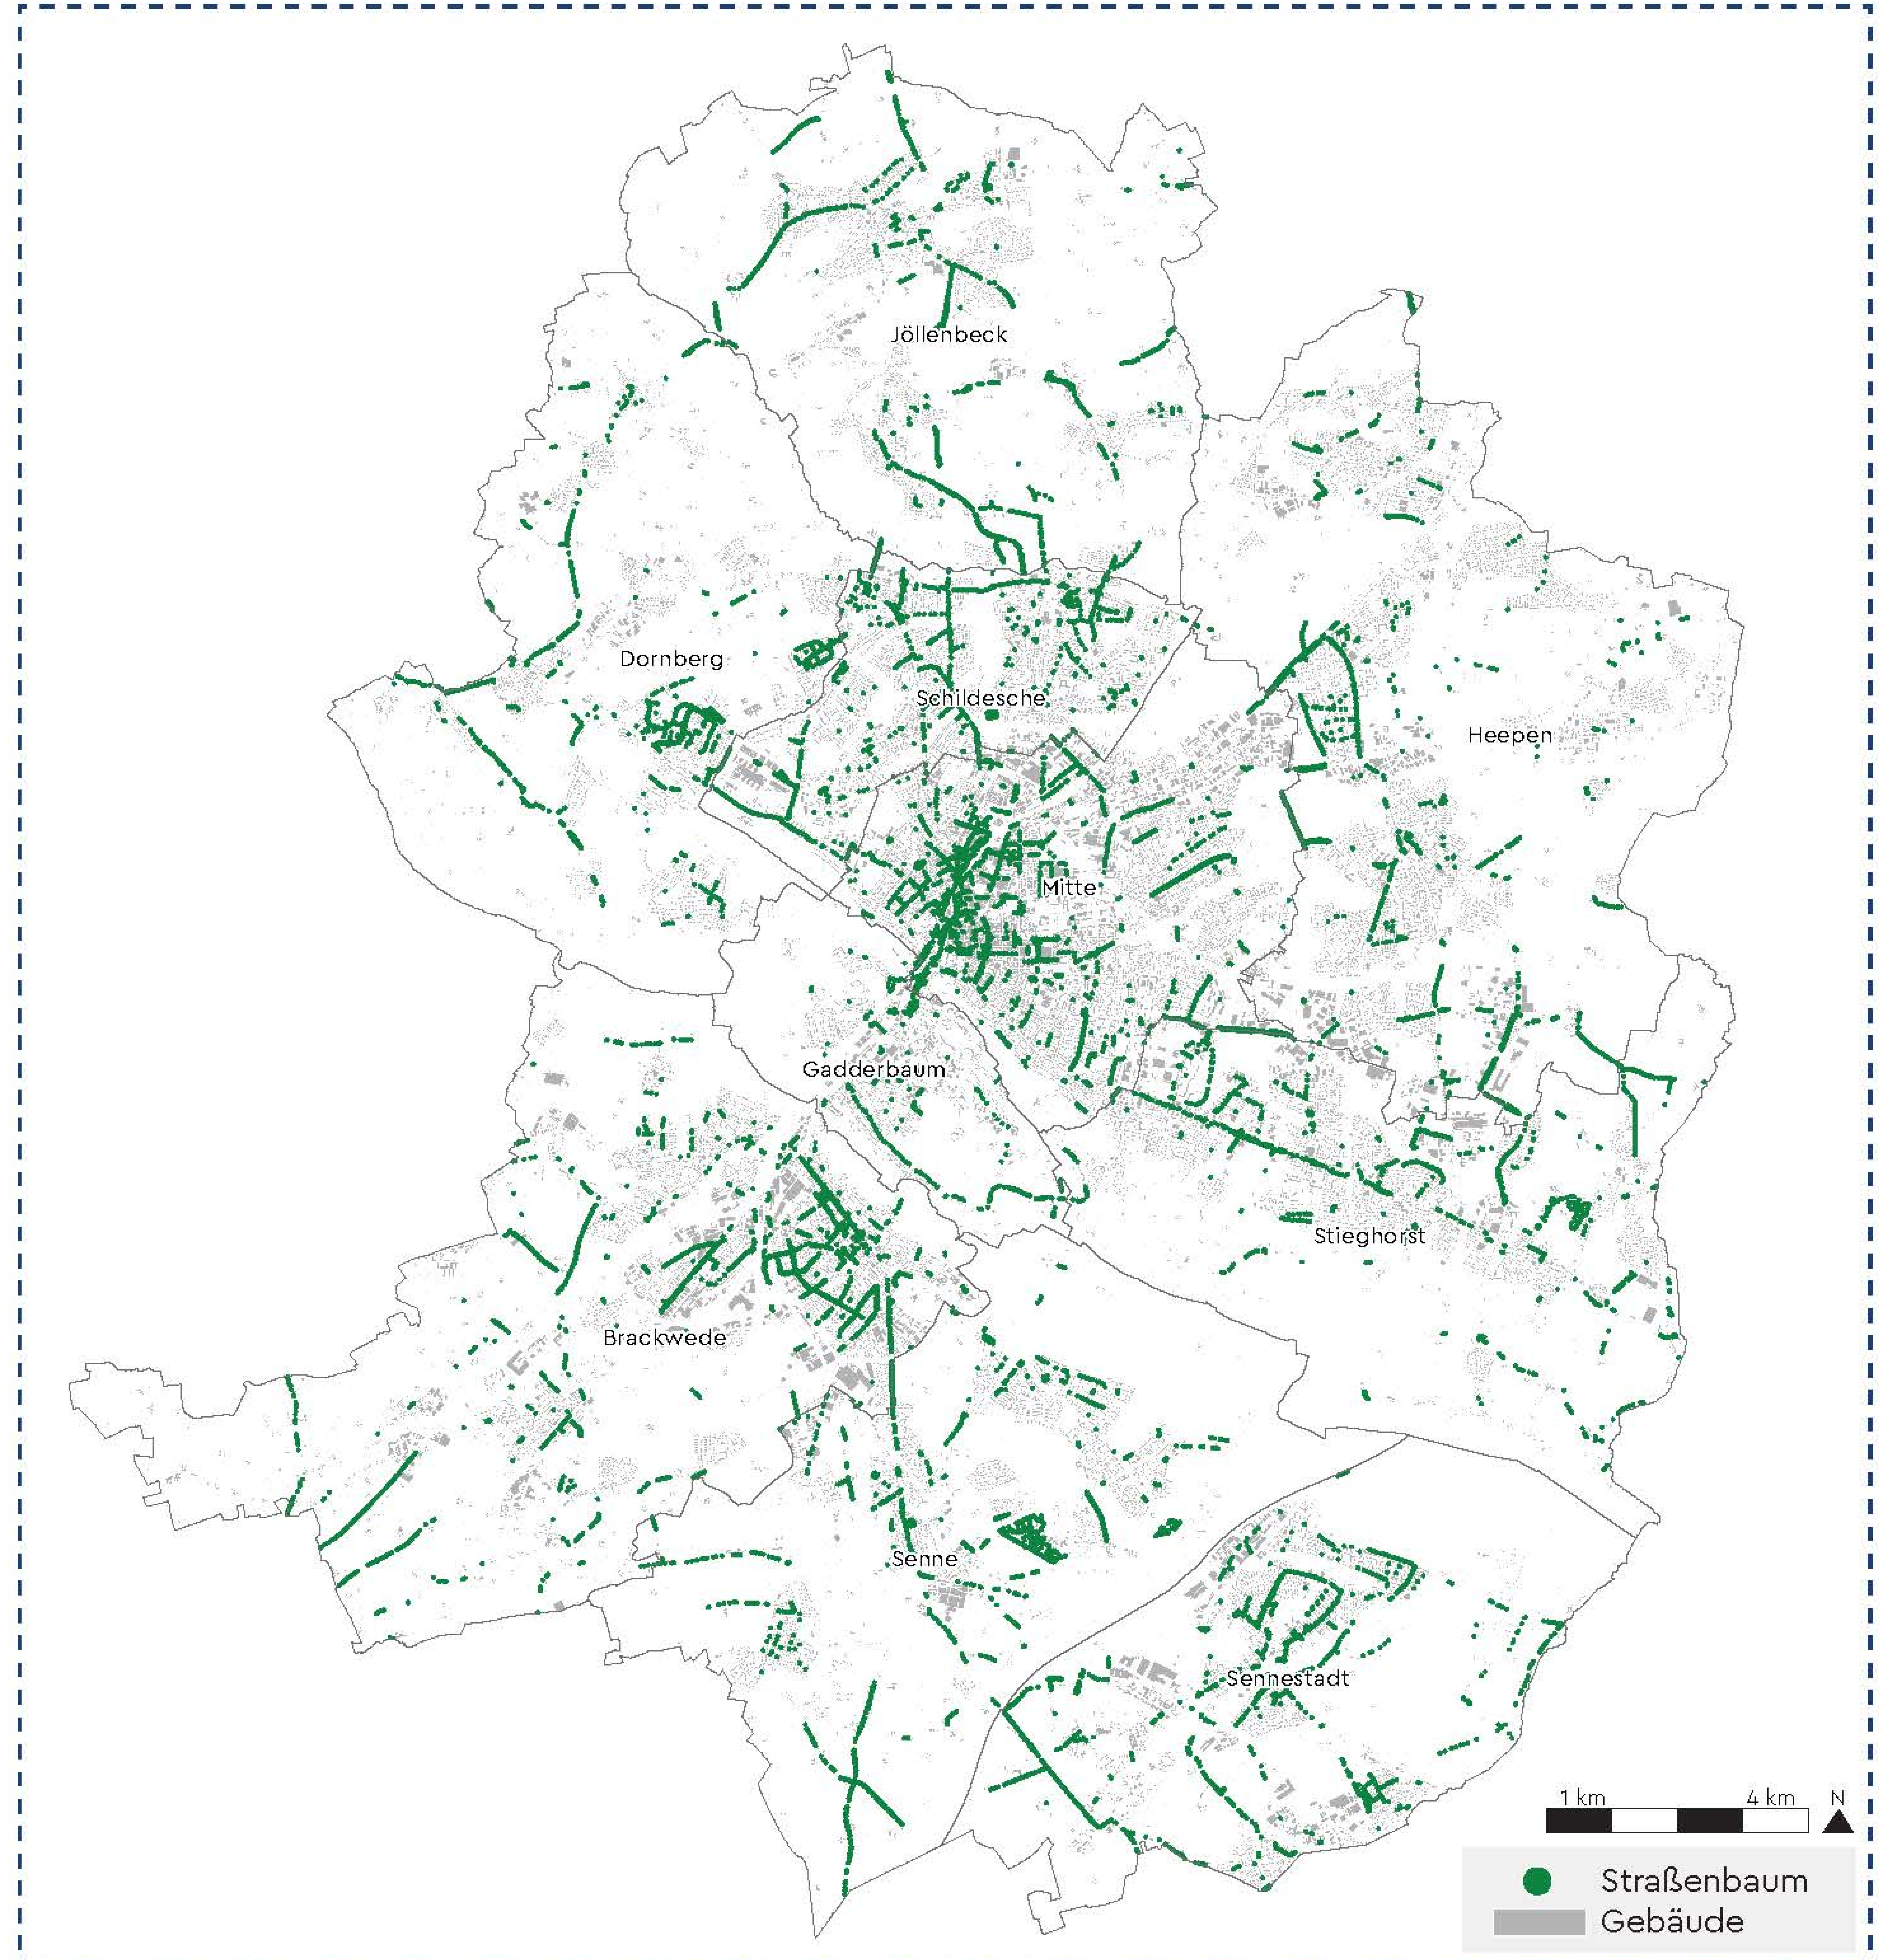 Jöllenbeck
Dornberg
Schildesche
Heepen
Mitte
Gadderbaum
Stieghorst
Brackwede
Senne
Sennestadt
1 km 4 km N
Straßenbaum
Gebäude